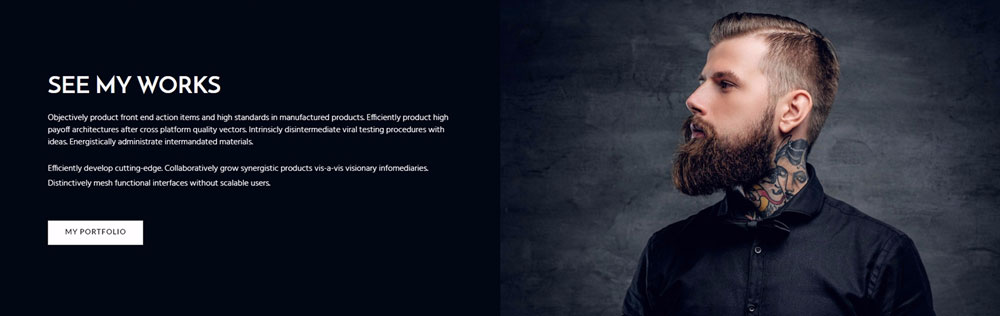 SEE MY WORKS
Objectively product front end action items and high standards in manufactured products. Efficiently product high
payoff architectures after cross platform quality vectors. Intrinsicly disintermediate viral testing procedures with
ideas. Energistically administrate intermandated materials.
Efficiently develop cutting-edge. Collaboratively grow synergistic products vis-a-vis visionary infomediaries.
Distinctively mesh functional interfaces without scalable users.
MY PORTFOLIO